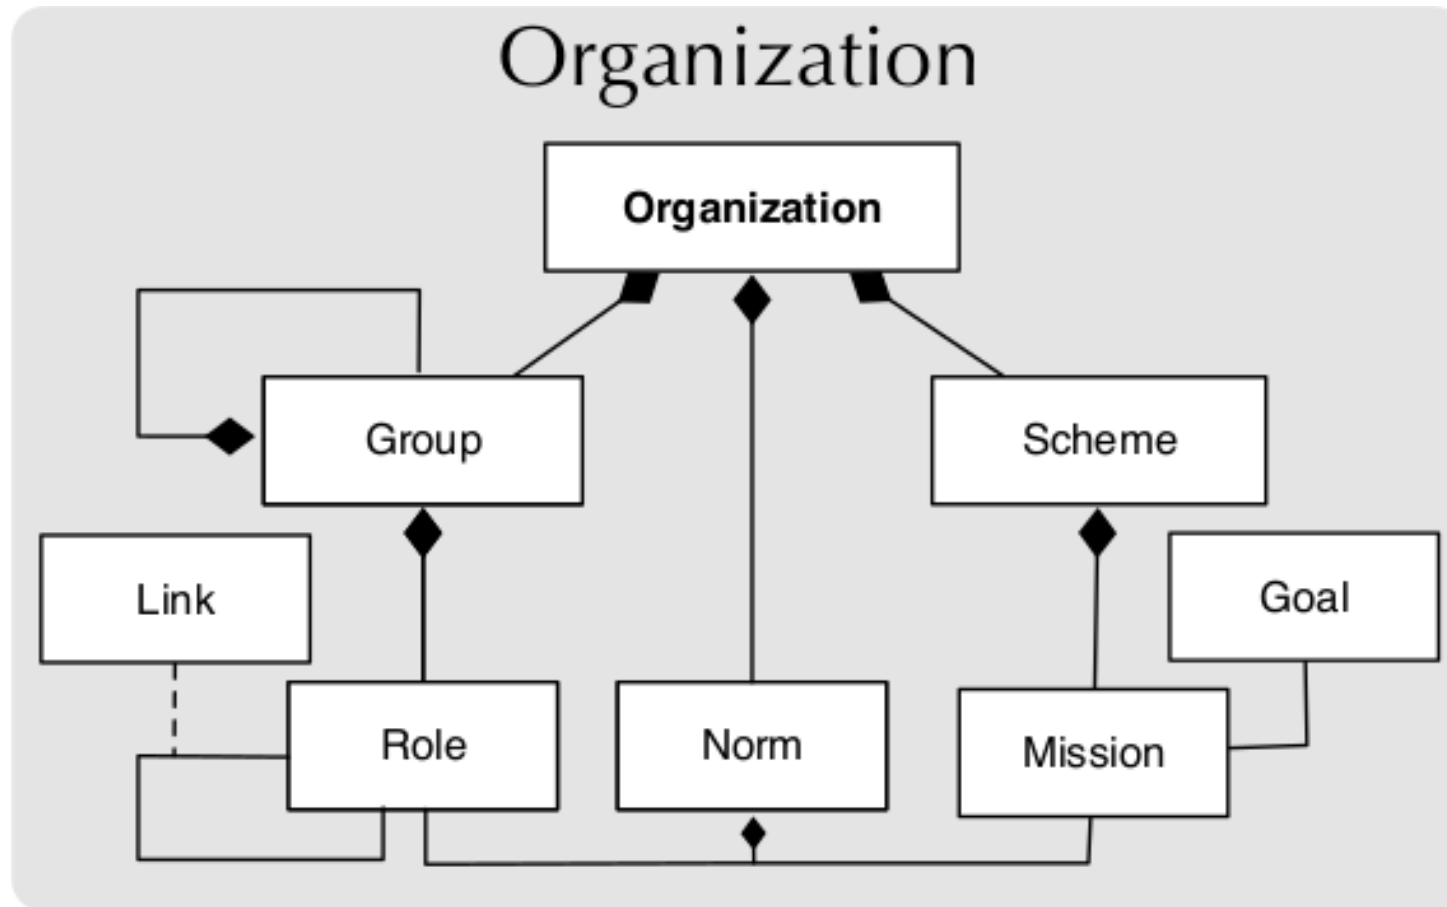 Organization
Organization
Group
Scheme
Link
Goal
Role
Norm
Mission